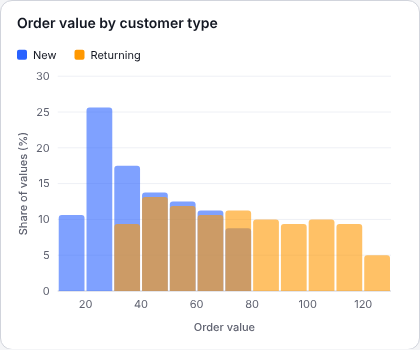 Order value by customer type
New Returning
30
25
20
15
10
5
0
Share of values (%)
20 40 60 80 100 120
Order value